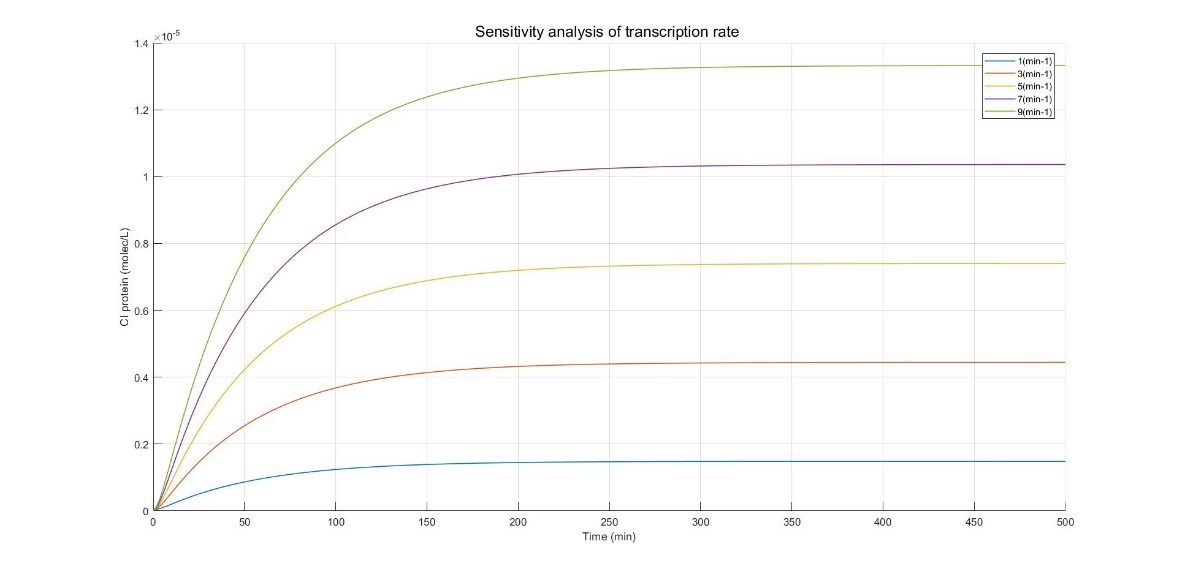 Sensitivity analysis of transcription rate
×10-5
1.4
1.2
1
0.8
0.6
0.4
0.2
0
CI protein (molec/L)
1(min-1)
3(min-1)
5(min-1)
7(min-1)
9(min-1)
0 50 100 150 200 250 300 350 400 450 500
Time (min)